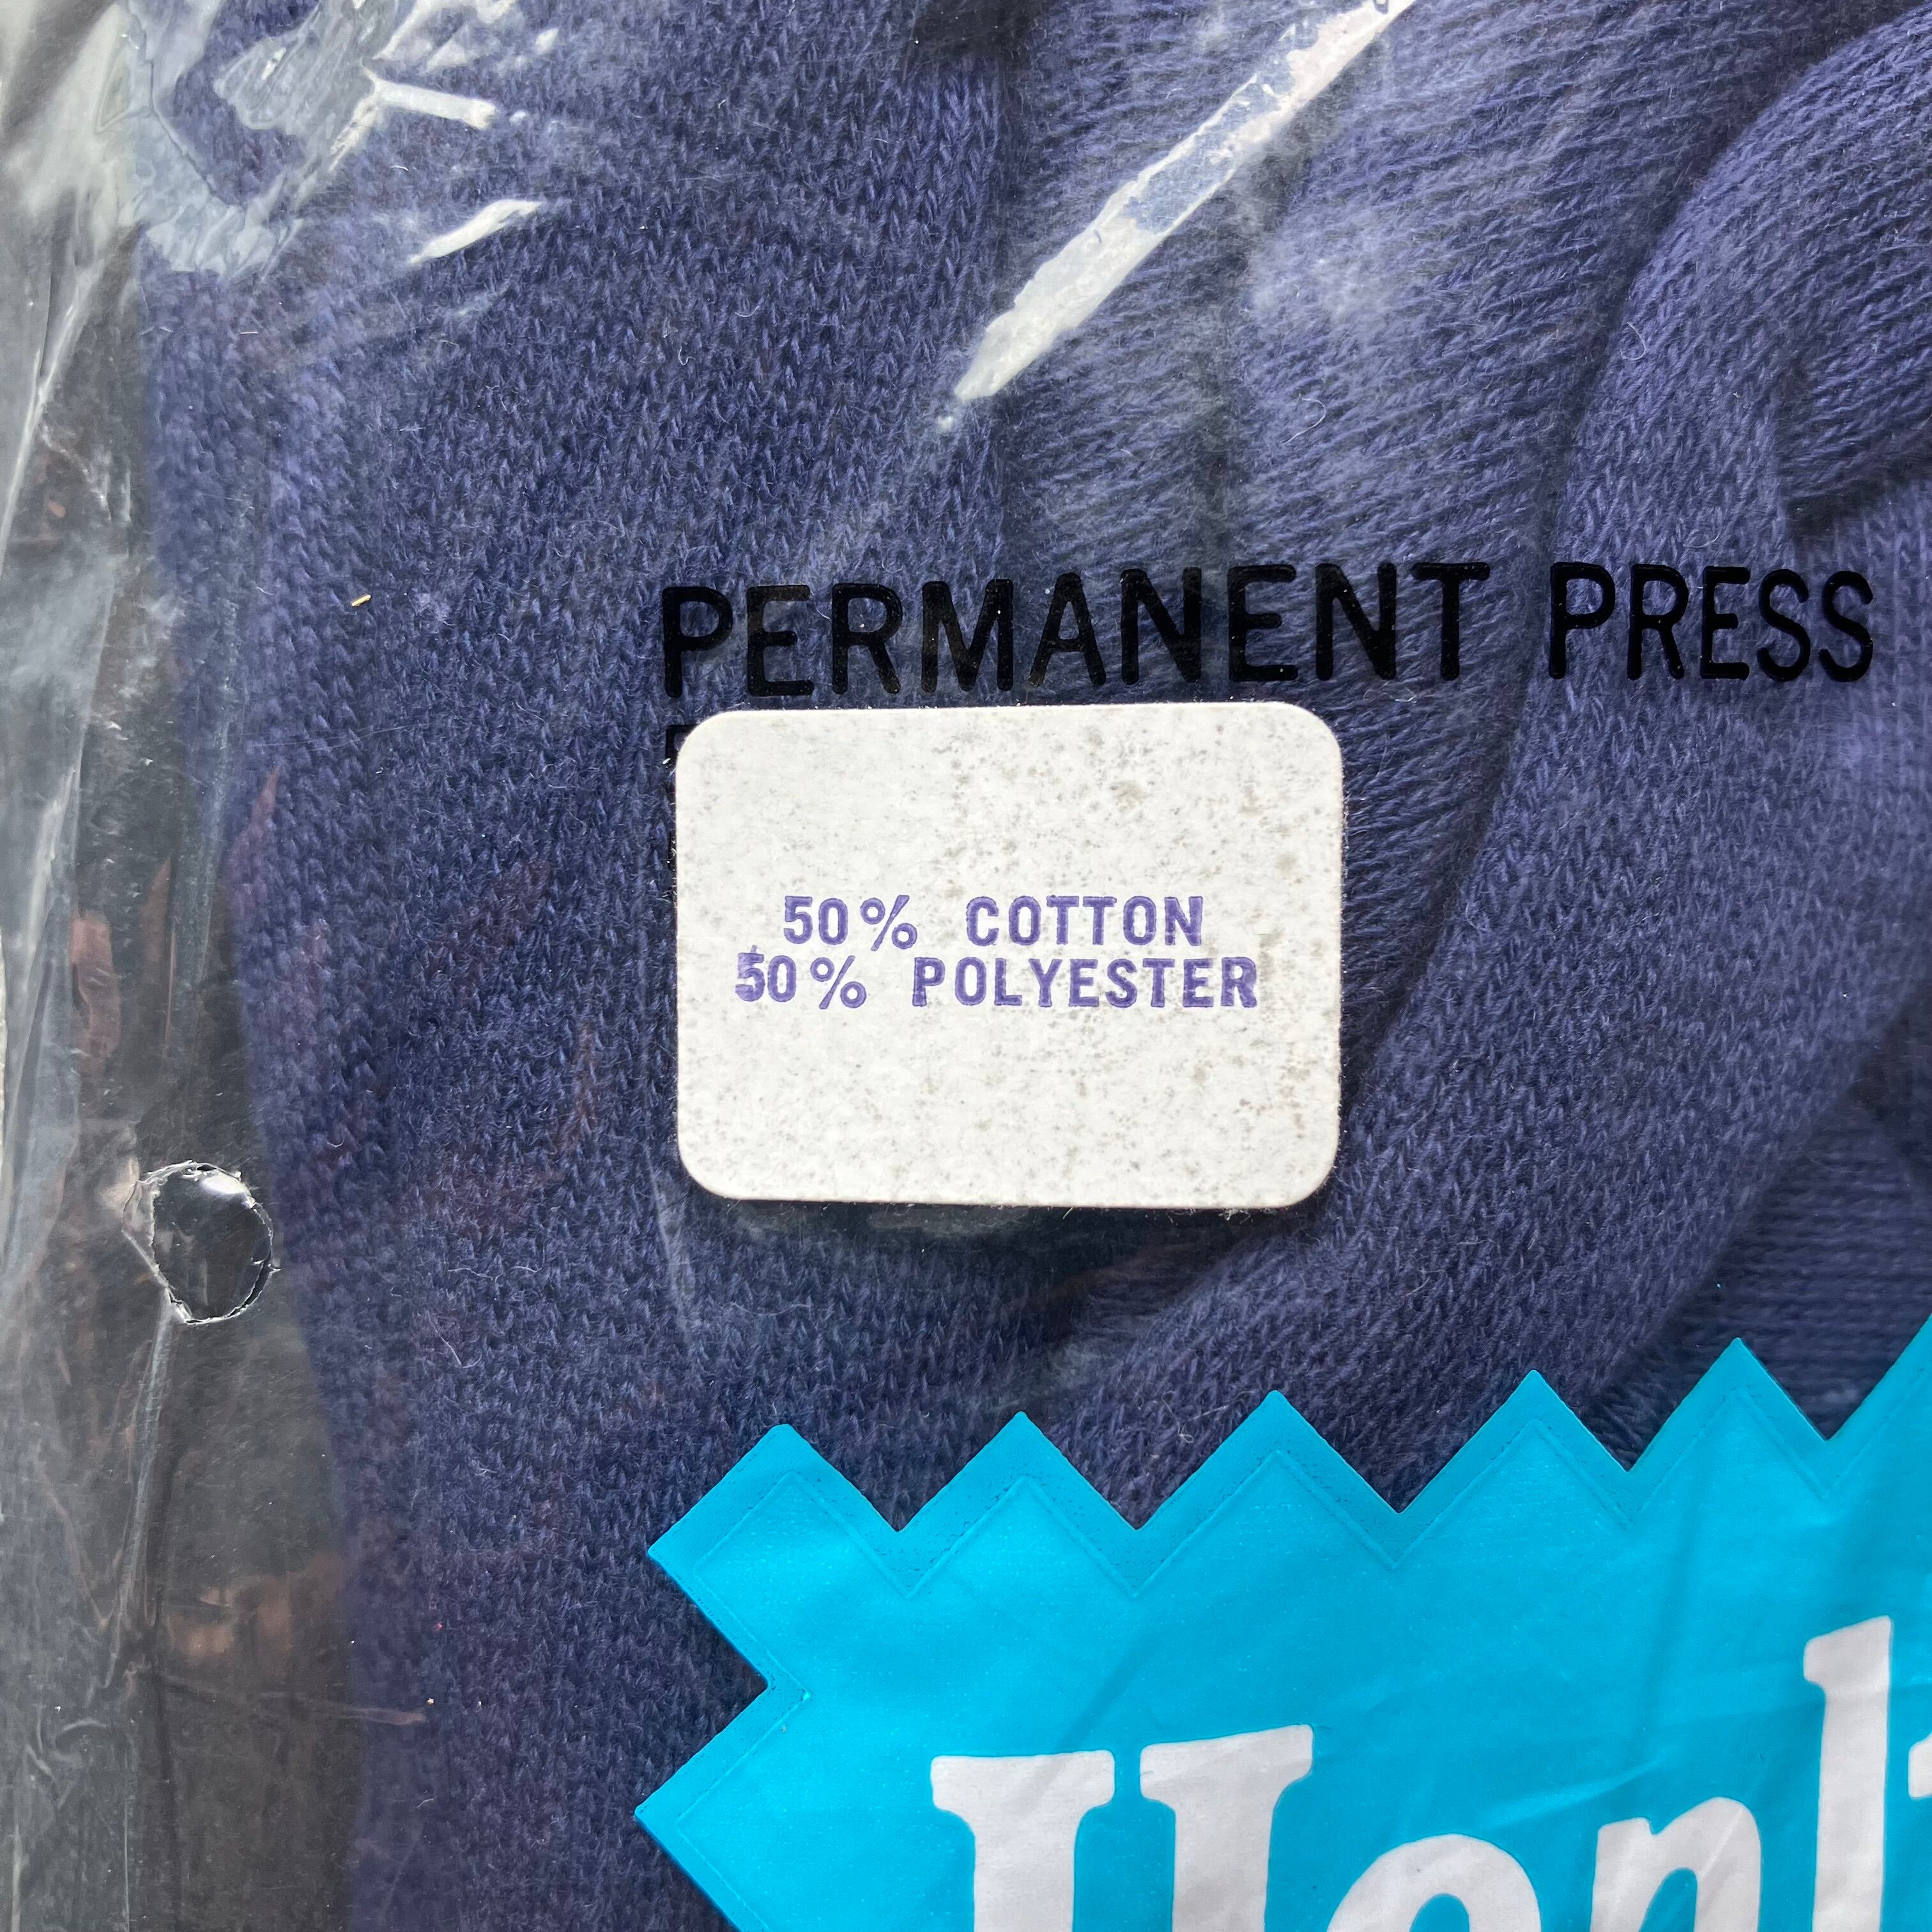 PERMANENT PRESS
50% COTTON
50% POLYESTER